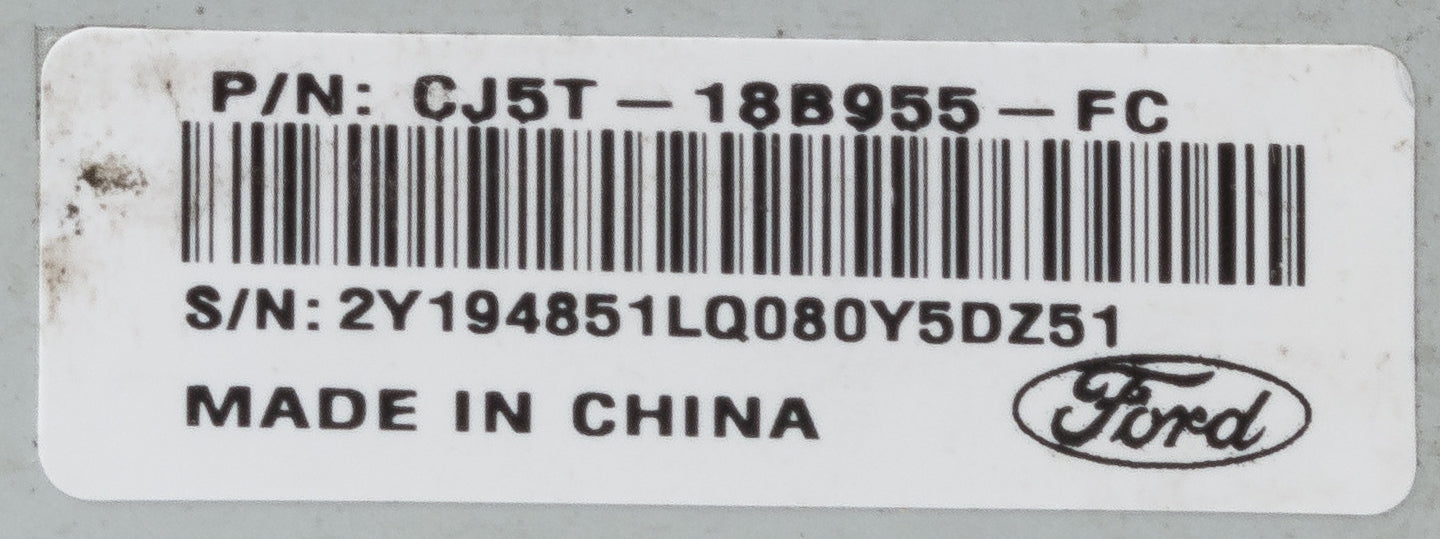 P/N: CJ5T – 18B955 – FC
S/N: 2Y194851LQ080Y5DZ51
MADE IN CHINA
Ford